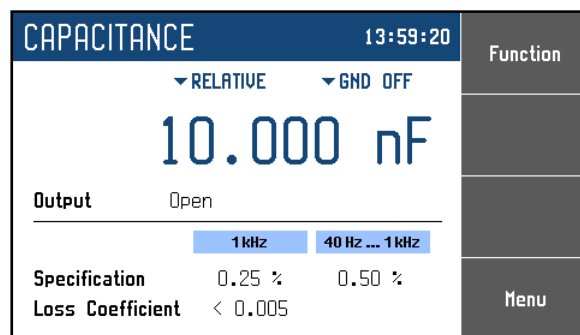 CAPACITANCE 13:59:20
Function
RELATIVE GND OFF
10.000 nF
Output Open
1 kHz 40 Hz ... 1 kHz
Specification 0.25 % 0.50 %
Loss Coefficient < 0.005
Menu